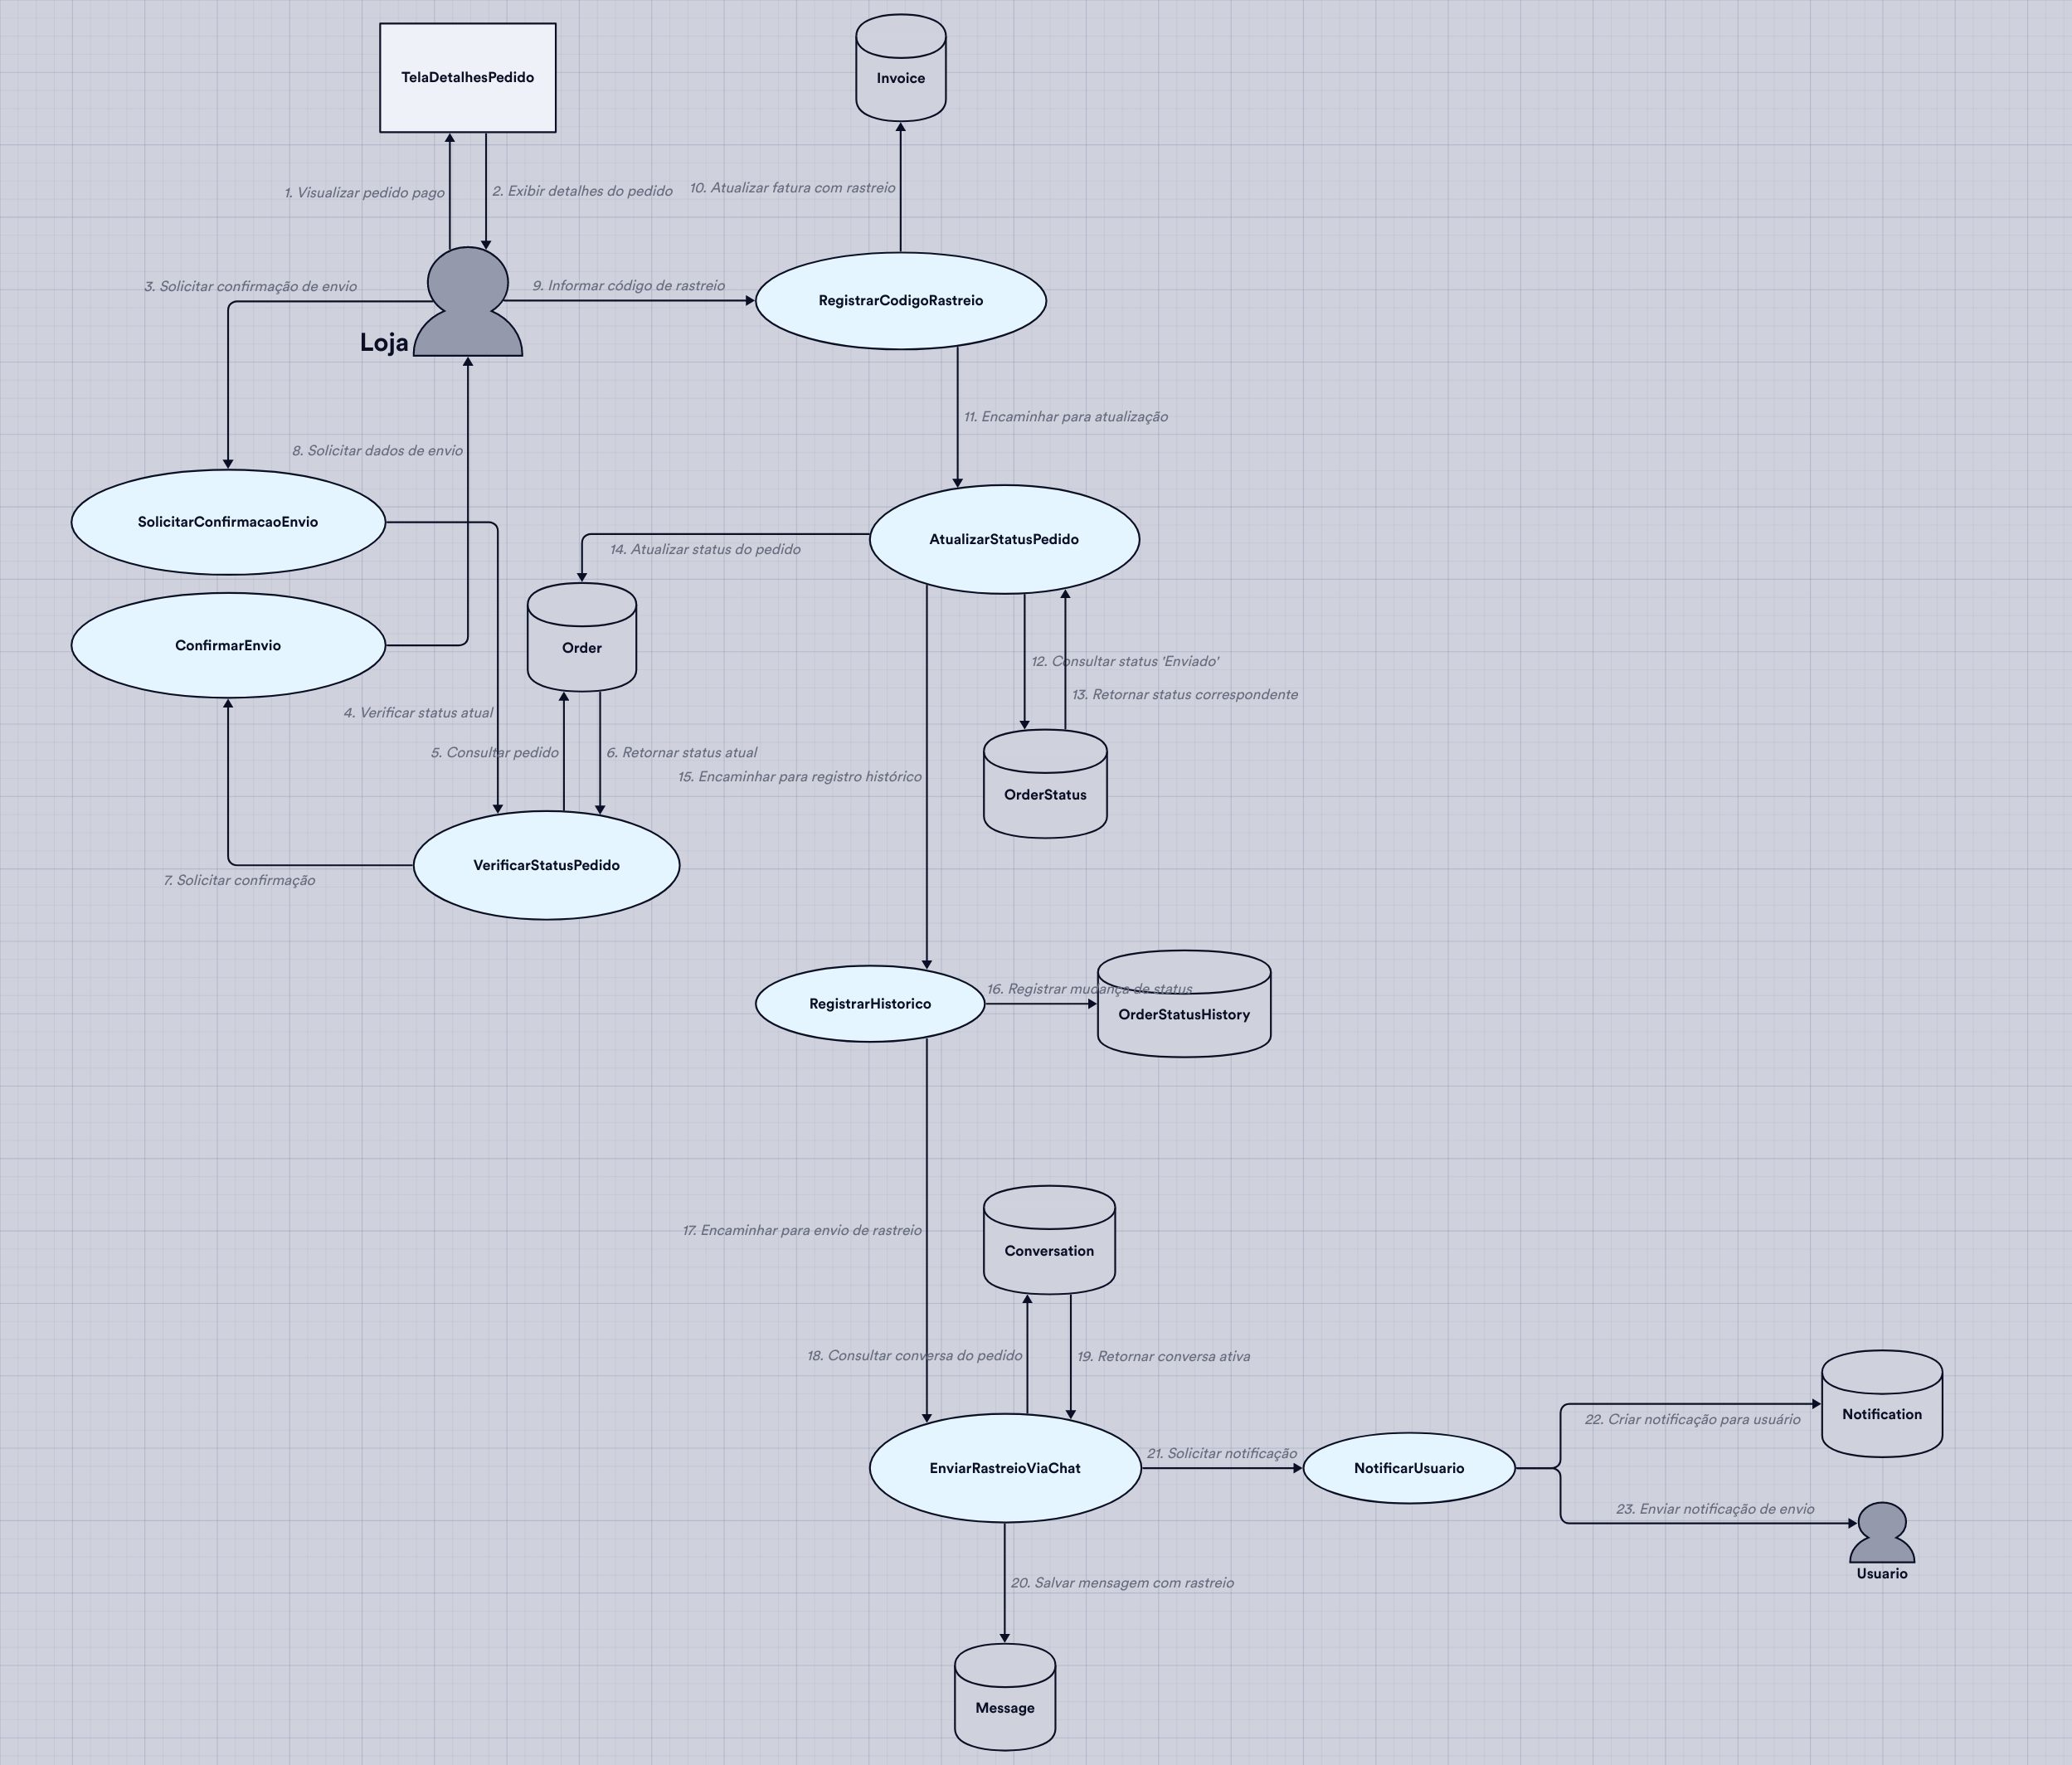 TelaDetalhesPedido
Invoice
1. Visualizar pedido pago
2. Exibir detalhes do pedido
10. Atualizar fatura com rastreio
3. Solicitar confirmação de envio
9. Informar código de rastreio
RegistrarCodigoRastreio
Loja
11. Encaminhar para atualização
8. Solicitar dados de envio
SolicitarConfirmacaoEnvio
AtualizarStatusPedido
14. Atualizar status do pedido
ConfirmarEnvio
Order
12. Consultar status 'Enviado'
13. Retornar status correspondente
4. Verificar status atual
5. Consultar pedido
6. Retornar status atual
15. Encaminhar para registro histórico
OrderStatus
VerificarStatusPedido
7. Solicitar confirmação
16. Registrar mudança de status
RegistrarHistorico
OrderStatusHistory
17. Encaminhar para envio de rastreio
Conversation
18. Consultar conversa do pedido
19. Retornar conversa ativa
Notification
22. Criar notificação para usuário
21. Solicitar notificação
EnviarRastreioViaChat
NotificarUsuario
23. Enviar notificação de envio
Usuario
20. Salvar mensagem com rastreio
Message